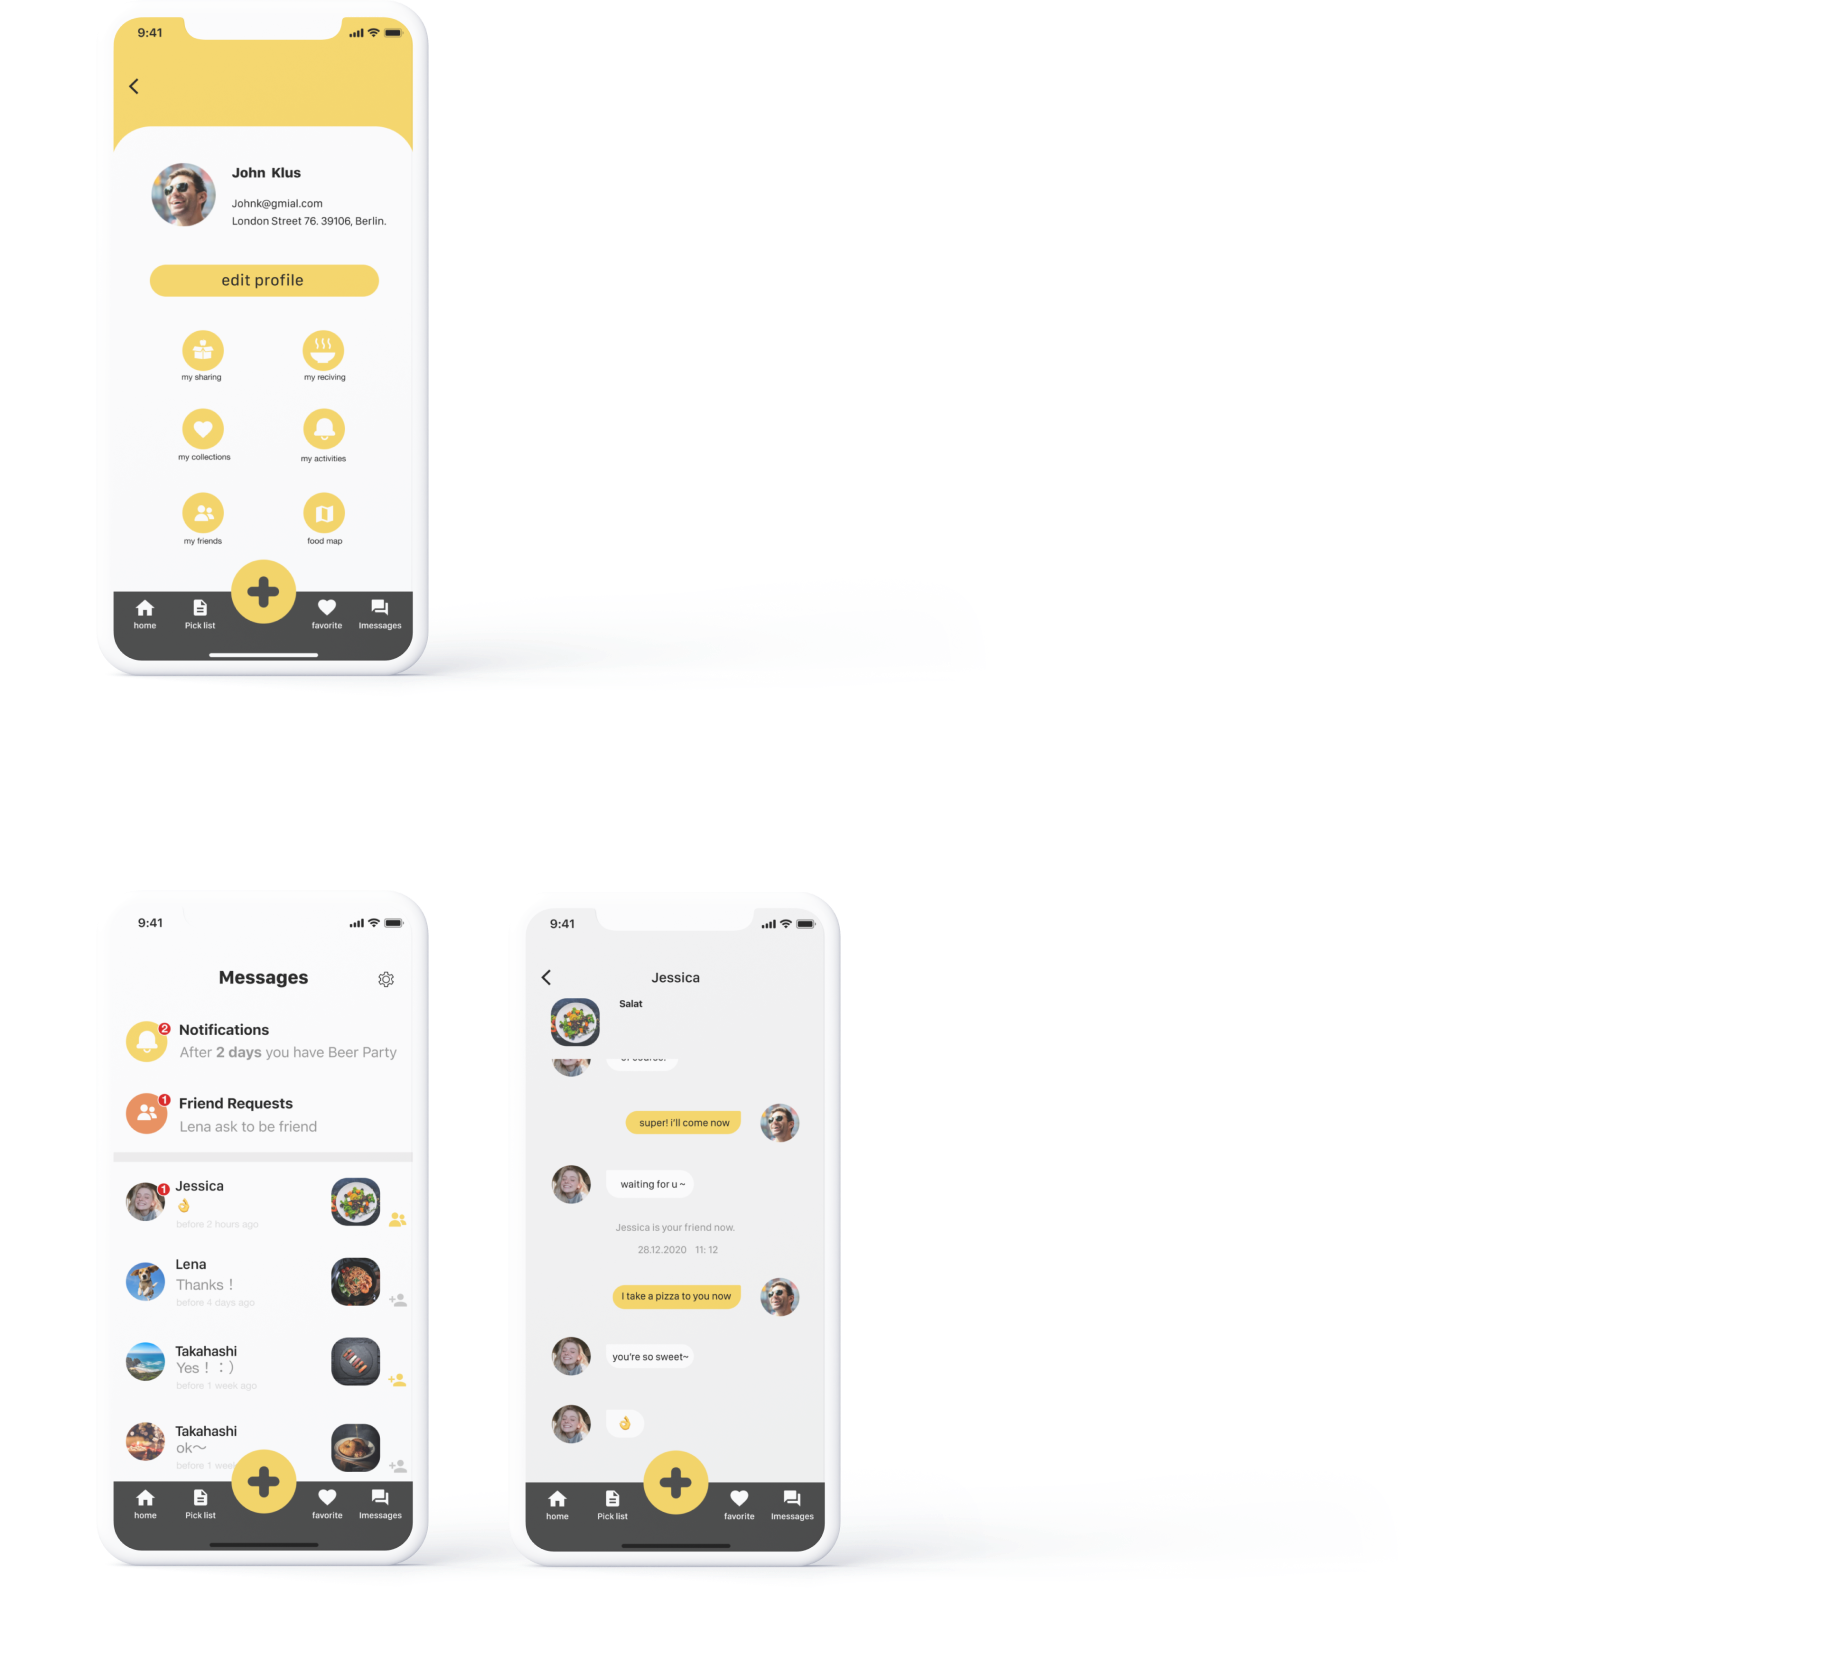 9:41
John Klus
Johnk@gmial.com
London Street 76. 39106, Berlin.
edit profile
my sharing
my reciving
my collections
my activities
my friends
food map
home
Pick list
favorite
Imessages
9:41
Messages
2
Notifications
After 2 days you have Beer Party
1
Friend Requests
Lena ask to be friend
1
Jessica
before 2 hours ago
Lena
Thanks !
before 4 days ago
Takahashi
Yes ! : )
before 1 week ago
Takahashi
ok～
before 1 week
home
Pick list
favorite
Imessages
9:41
Jessica
Salat
of course.
super! i'll come now
waiting for u ~
Jessica is your friend now.
28.12.2020 11: 12
I take a pizza to you now
you're so sweet~
home
Pick list
favorite
Imessages